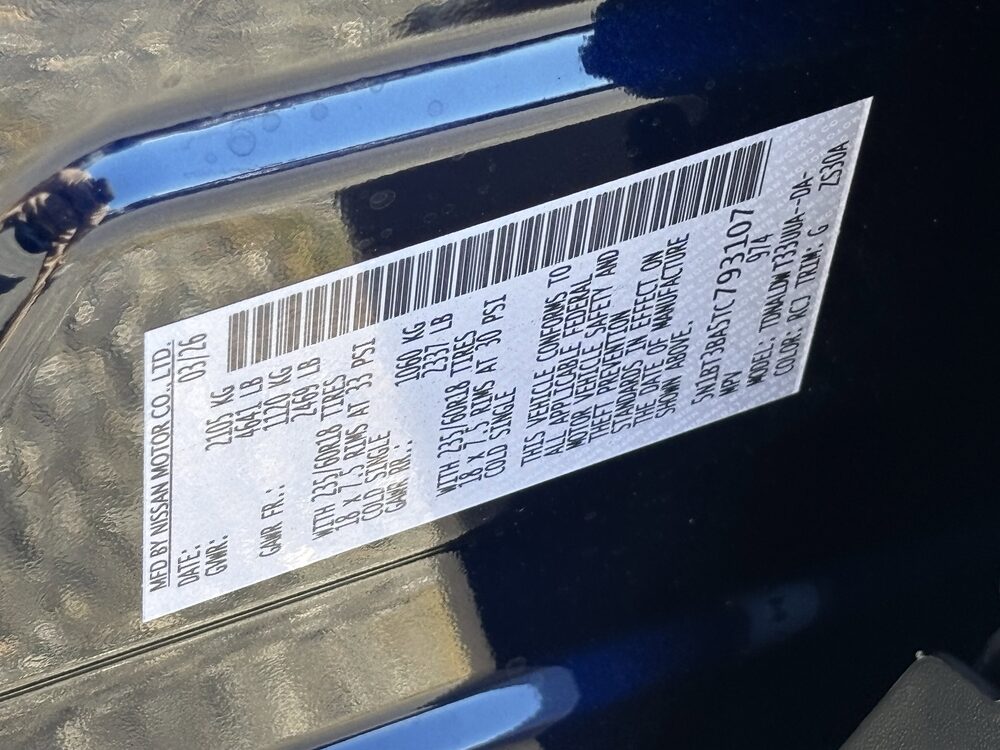 MFD BY NISSAN MOTOR CO., LTD.
DATE: 03/26
GVWR: 2105 KG
4641 LB
GAWR FR.: 1120 KG
2469 LB
WITH 235/60R18 TIRES
18 X 7.5 RIMS AT 33 PSI
COLD SINGLE
GAWR RR.: 1060 KG
2337 LB
WITH 235/60R18 TIRES
18 X 7.5 RIMS AT 30 PSI
COLD SINGLE
THIS VEHICLE CONFORMS TO
ALL APPLICABLE FEDERAL
MOTOR VEHICLE SAFETY AND
THEFT PREVENTION
STANDARDS IN EFFECT ON
THE DATE OF MANUFACTURE
SHOWN ABOVE.
5N1BT3BA5TC793107
MPV 974
MODEL: 
COLOR: RCJ TRIM: G ZS30A